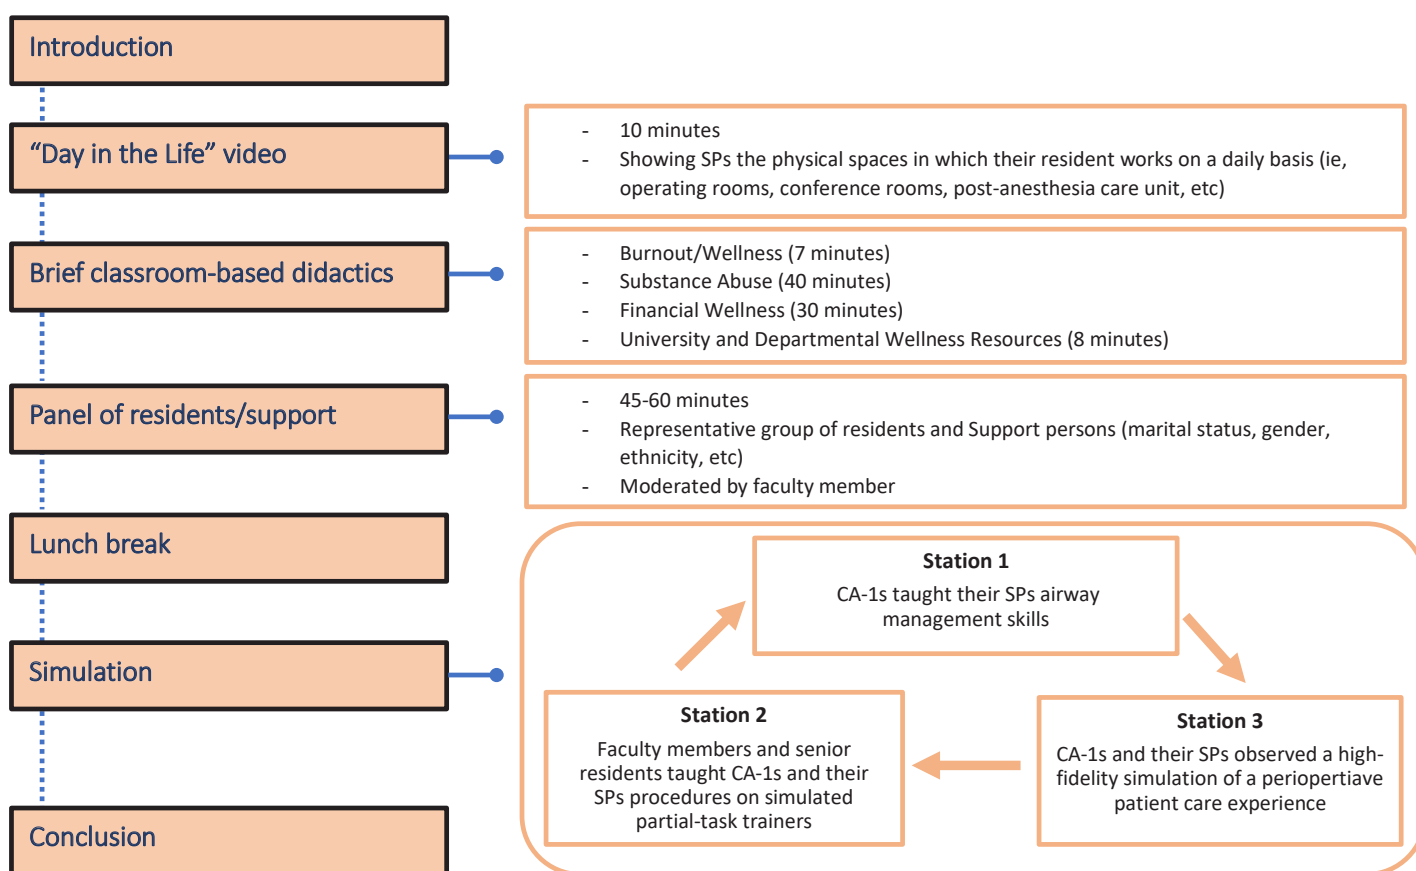 Introduction
“Day in the Life” video
- 10 minutes
- Showing SPs the physical spaces in which their resident works on a daily basis (ie,
operating rooms, conference rooms, post-anesthesia care unit, etc)
Brief classroom-based didactics
- Burnout/Wellness (7 minutes)
- Substance Abuse (40 minutes)
- Financial Wellness (30 minutes)
- University and Departmental Wellness Resources (8 minutes)
Panel of residents/support
- 45-60 minutes
- Representative group of residents and Support persons (marital status, gender,
ethnicity, etc)
- Moderated by faculty member
Lunch break
Simulation
Station 1
CA-1s taught their SPs airway
management skills
Station 2
Faculty members and senior
residents taught CA-1s and their
SPs procedures on simulated
partial-task trainers
Station 3
CA-1s and their SPs observed a high-
fidelity simulation of a periopertiave
patient care experience
Conclusion